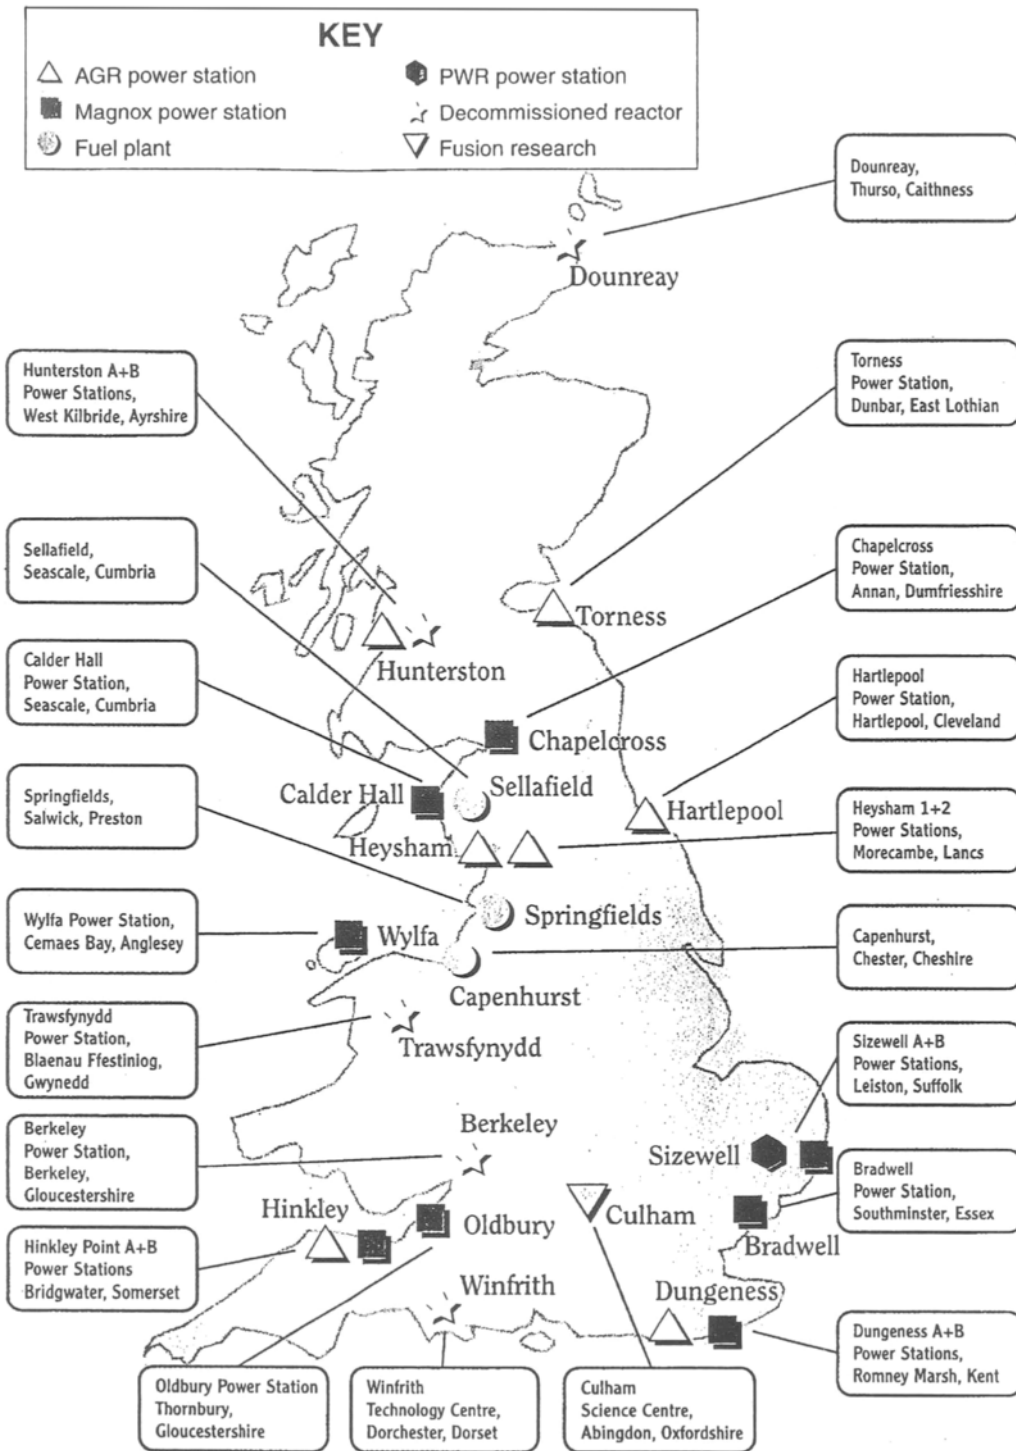 KEY
AGR power station
PWR power station
Magnox power station
Decommissioned reactor
Fuel plant
Fusion research
Dounreay,
Thurso, Caithness
Dounreay
Hunterston A+B
Power Stations,
West Kilbride, Ayrshire
Torness
Power Station,
Dunbar, East Lothian
Sellafield,
Seascale, Cumbria
Chapelcross
Power Station,
Annan, Dumfriesshire
Torness
Hunterston
Calder Hall
Power Station,
Seascale, Cumbria
Hartlepool
Power Station,
Hartlepool, Cleveland
Chapelcross
Calder Hall
Sellafield
Hartlepool
Springfields,
Salwick, Preston
Heysham 1+2
Power Stations,
Morecambe, Lancs
Heysham
Springfields
Wylfa Power Station,
Cemaes Bay, Anglesey
Wylfa
Capenhurst,
Chester, Cheshire
Capenhurst
Trawsfynydd
Power Station,
Blaenau Ffestiniog,
Gwynedd
Trawsfynydd
Sizewell A+B
Power Stations,
Leiston, Suffolk
Berkeley
Power Station,
Berkeley,
Gloucestershire
Berkeley
Sizewell
Bradwell
Power Station,
Southminster, Essex
Hinkley
Oldbury
Culham
Bradwell
Hinkley Point A+B
Power Stations
Bridgwater, Somerset
Winfrith
Dungeness
Dungeness A+B
Power Stations,
Romney Marsh, Kent
Oldbury Power Station
Thornbury,
Gloucestershire
Winfrith
Technology Centre,
Dorchester, Dorset
Culham
Science Centre,
Abingdon, Oxfordshire